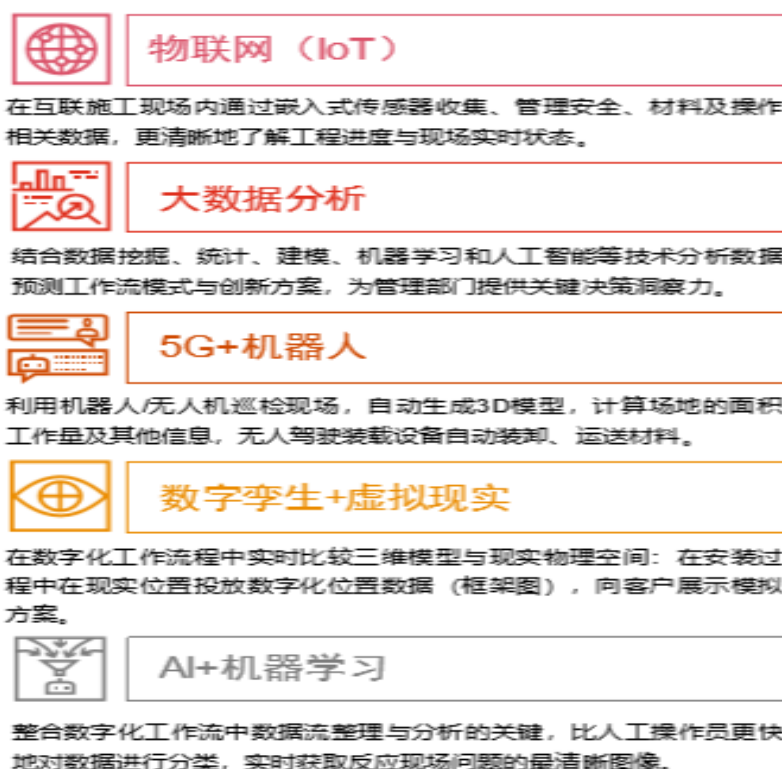 物联网（IoT）
在互联施工现场内通过嵌入式传感器收集、管理安全、材料及操作
相关数据，更清晰地了解工程进度与现场实时状态。
大数据分析
结合数据挖掘、统计、建模、机器学习和人工智能等技术分析数据
预测工作流模式与创新方案，为管理部门提供关键决策洞察力。
5G+机器人
利用机器人/无人机巡检现场，自动生成3D模型，计算场地的面积
工作量及其他信息，无人驾驶装载设备自动装卸、运送材料。
数字孪生+虚拟现实
在数字化工作流程中实时比较三维模型与现实物理空间：在安装过
程中在现实位置投放数字化位置数据（框架图），向客户展示模拟
方案。
AI+机器学习
整合数字化工作流中数据流整理与分析的关键，比人工操作员更快
地对数据进行分类，实时获取反应现场问题的最清晰图像。